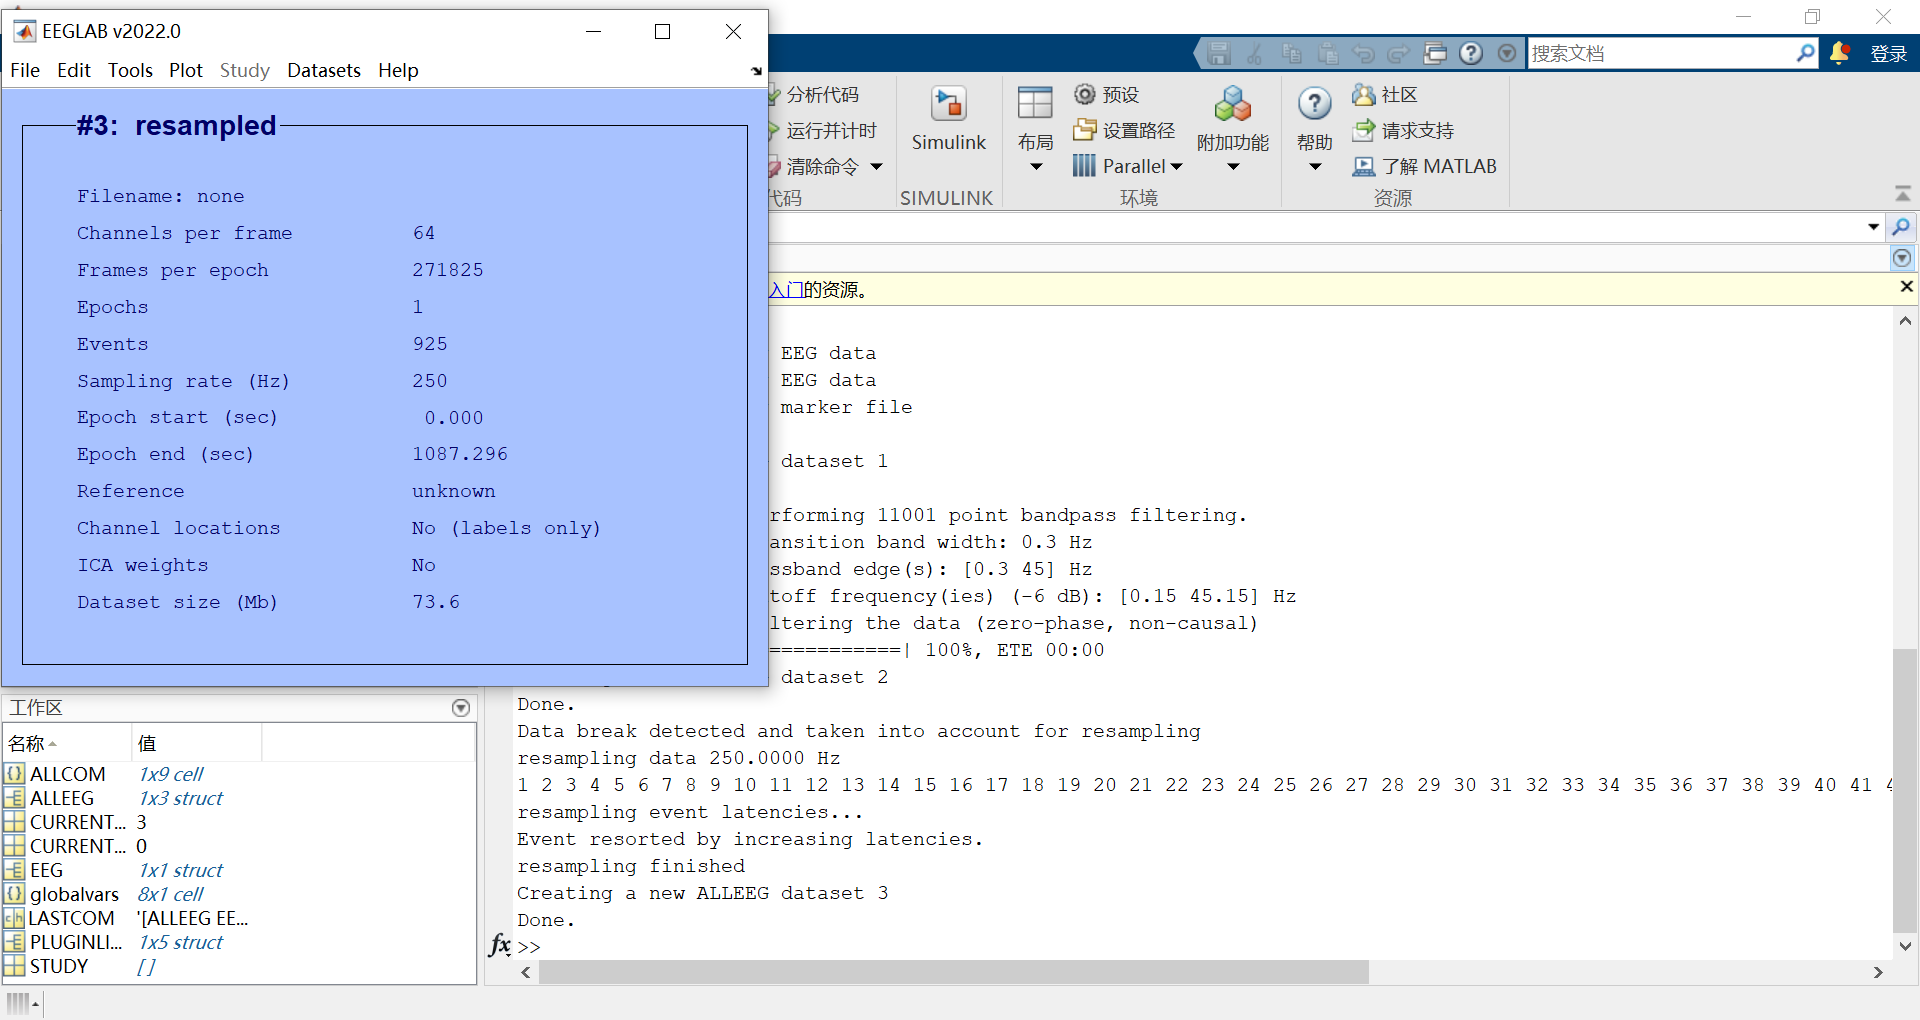 EEGLAB v2022.0
File Edit Tools Plot Study Datasets Help
#3: resampled
Filename: none
Channels per frame 64
Frames per epoch 271825
Epochs 1
Events 925
Sampling rate (Hz) 250
Epoch start (sec) 0.000
Epoch end (sec) 1087.296
Reference unknown
Channel locations No (labels only)
ICA weights No
Dataset size (Mb) 73.6
搜索文档
登录
分析代码
运行并计时
清除命令
代码
Simulink
SIMULINK
布局
预设
设置路径
Parallel
附加功能
环境
帮助
社区
请求支持
了解 MATLAB
资源
入门的资源。
EEG data
EEG data
marker file
dataset 1
rforming 11001 point bandpass filtering.
ansition band width: 0.3 Hz
ssband edge(s): [0.3 45] Hz
toff frequency(ies) (-6 dB): [0.15 45.15] Hz
ltering the data (zero-phase, non-causal)
===========| 100%, ETE 00:00
dataset 2
Done.
Data break detected and taken into account for resampling
resampling data 250.0000 Hz
1 2 3 4 5 6 7 8 9 10 11 12 13 14 15 16 17 18 19 20 21 22 23 24 25 26 27 28 29 30 31 32 33 34 35 36 37 38 39 40 41 4
resampling event latencies...
Event resorted by increasing latencies.
resampling finished
Creating a new ALLEEG dataset 3
Done.
fx >>
工作区
名称 值
ALLCOM 1x9 cell
ALLEEG 1x3 struct
CURRENT... 3
CURRENT... 0
EEG 1x1 struct
globalvars 8x1 cell
LASTCOM '[ALLEEG EE...
PLUGINLI... 1x5 struct
STUDY []